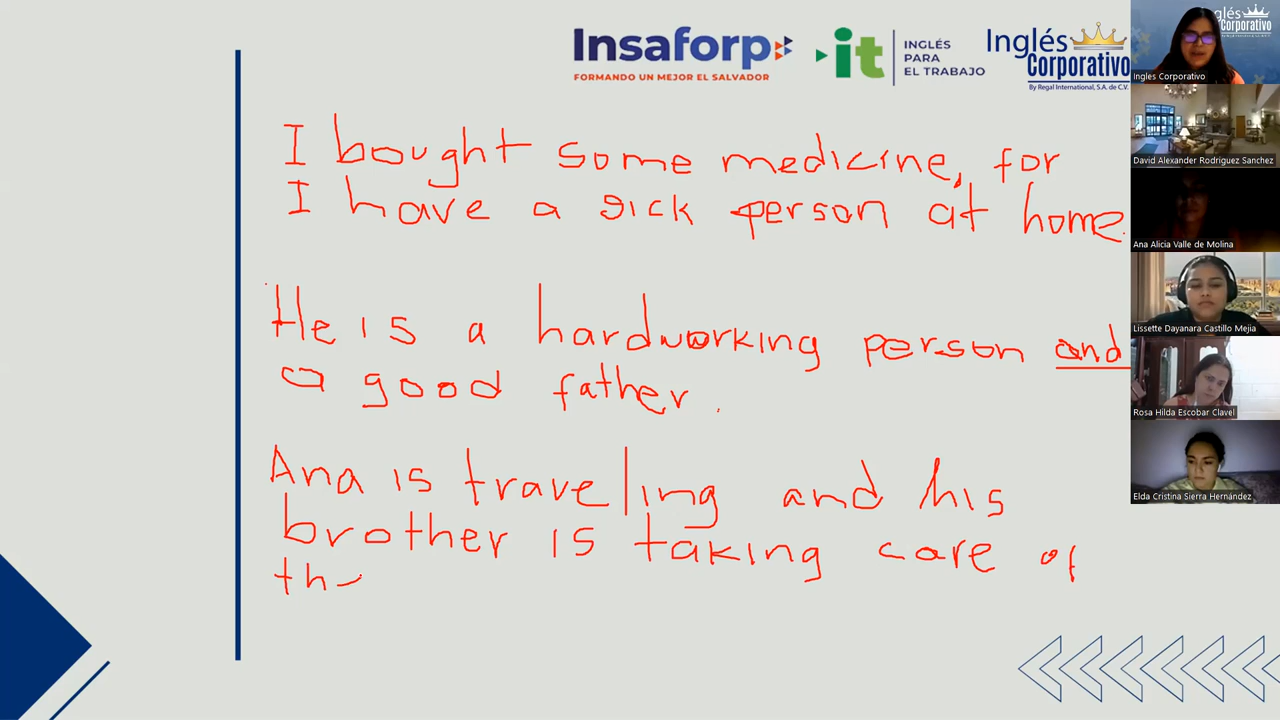 Insaforp
FORMANDO UN MEJOR EL SALVADOR
it
INGLÉS
PARA
EL TRABAJO
Inglés
Corporativo
By Regal International, S.A. de C.V.
I bought some medicine, for
I have a sick person at home.
He is a hardworking person and
a good father.
Ana is traveling and his
brother is taking care of
the
glés
Corporativo
Ingles Corporativo
David Alexander Rodriguez Sanchez
Ana Alicia Valle de Molina
Lissette Dayanara Castillo Mejia
Rosa Hilda Escobar Clavel
Elda Cristina Sierra Hernández